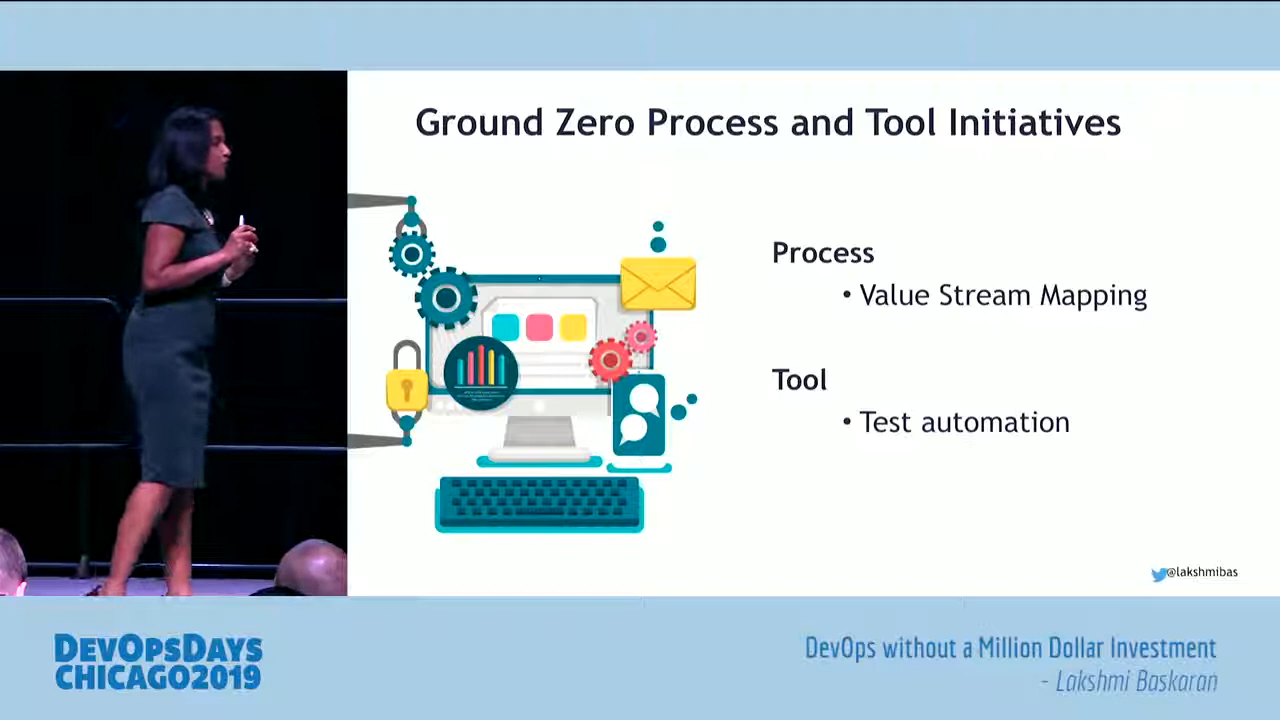 Ground Zero Process and Tool Initiatives
Process
• Value Stream Mapping
Tool
• Test automation
@lakshmibas
DEVOPSDAYS
CHICAGO2019
DevOps without a Million Dollar Investment
- Lakshmi Baskaran